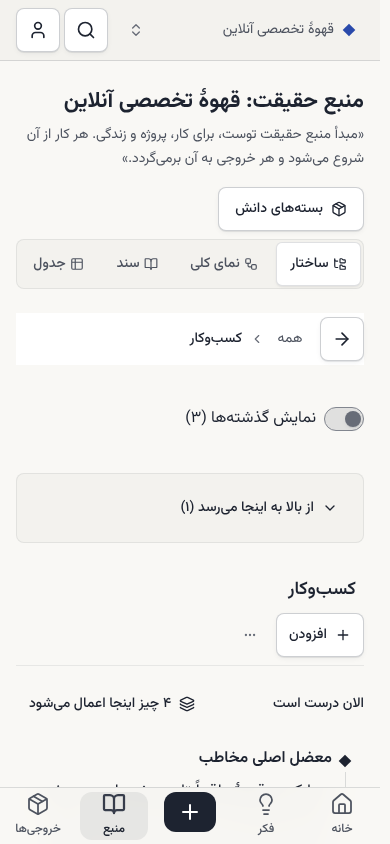 قهوهٔ تخصصی آنلاین
منبع حقیقت: قهوهٔ تخصصی آنلاین
«مبدأ منبع حقیقت توست، برای کار، پروژه و زندگی. هر کار از آن
شروع می‌شود و هر خروجی به آن برمی‌گردد.»
بسته‌های دانش
ساختار
نمای کلی
سند
جدول
همه
کسب‌وکار
نمایش گذشته‌ها (۳)
از بالا به اینجا می‌رسد (۱)
کسب‌وکار
افزودن
الان درست است
۴ چیز اینجا اعمال می‌شود
معضل اصلی مخاطب
خانه
فکر
منبع
خروجی‌ها